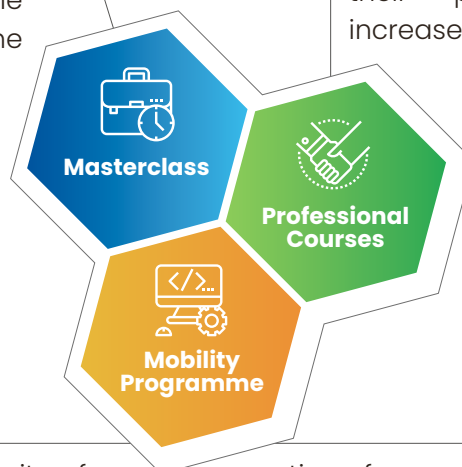 increase
Masterclass
Professional
Courses
</>...
Mobility
Programme